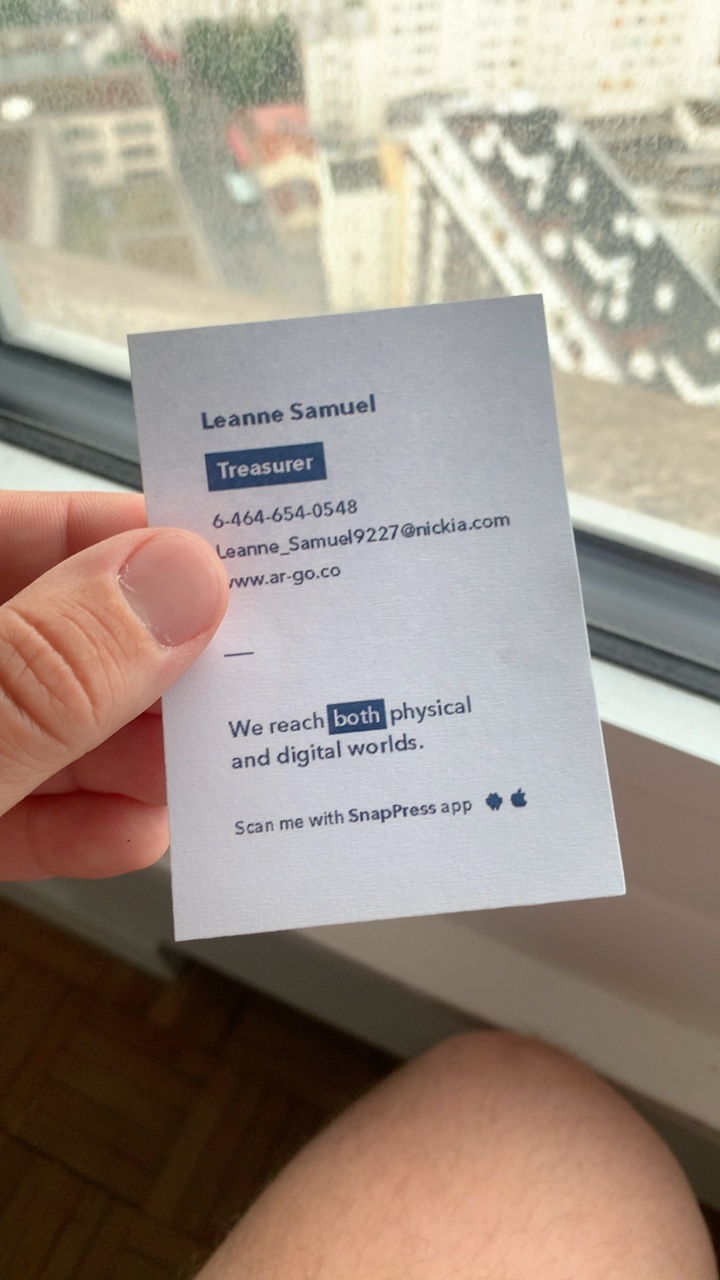 Leanne Samuel
Treasurer
6-464-654-0548
Leanne_Samuel9227@nickia.com
www.ar-go.co
We reach both physical
and digital worlds.
Scan me with SnapPress app